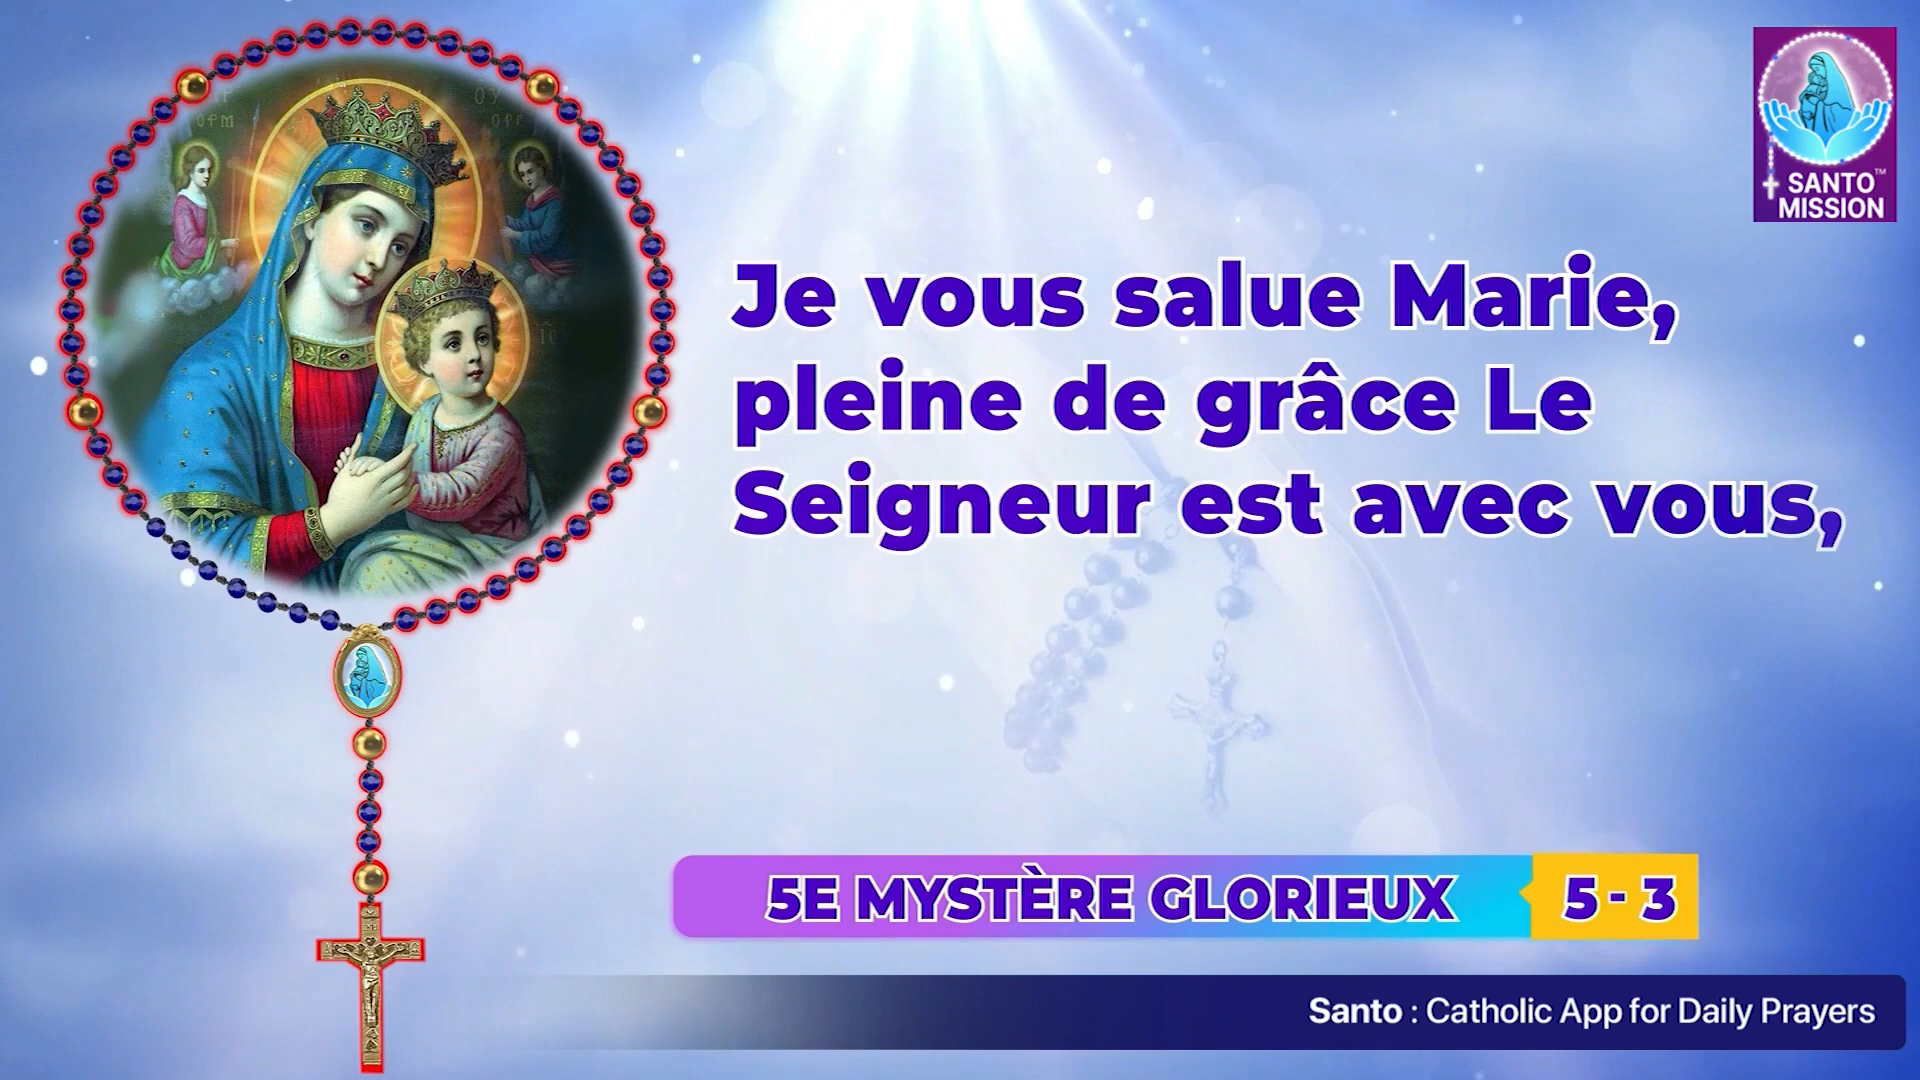 SANTO™
MISSION
Je vous salue Marie,
pleine de grâce Le
Seigneur est avec vous,
5E MYSTÈRE GLORIEUX
5 - 3
Santo : Catholic App for Daily Prayers